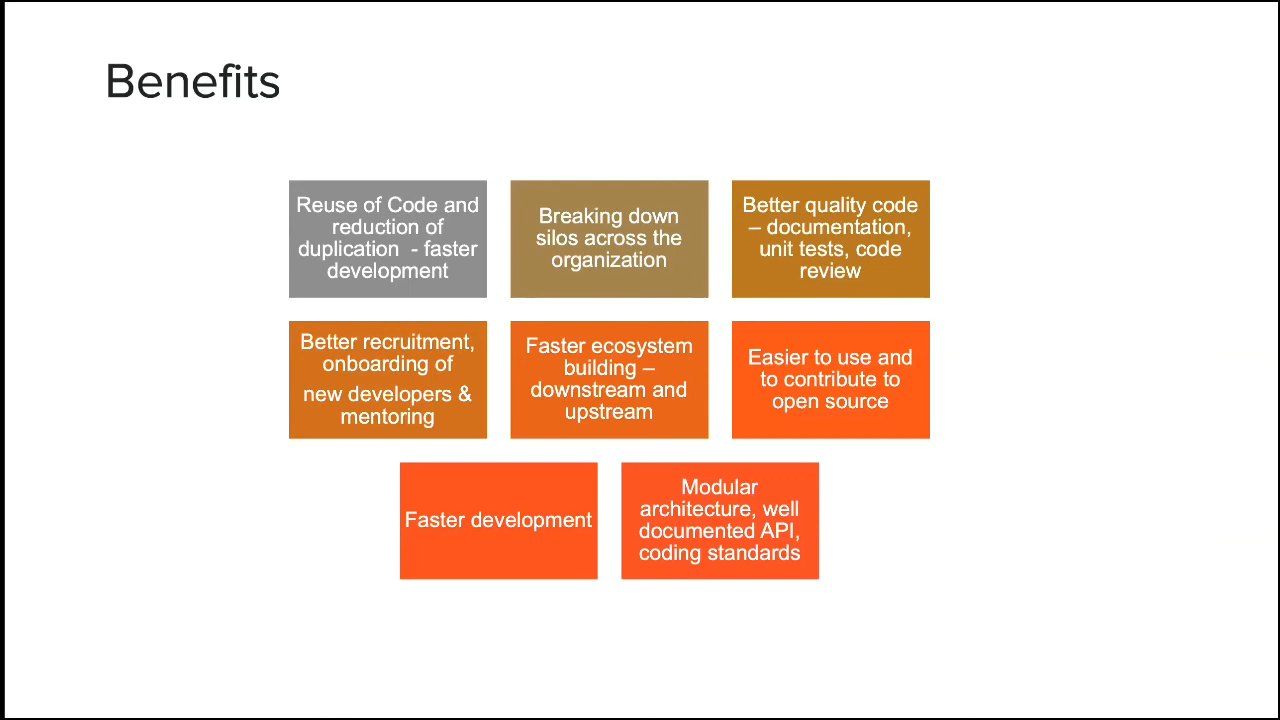 Benefits
Reuse of Code and
reduction of
duplication  - faster
development
Breaking down
silos across the
organization
Better quality code
– documentation,
unit tests, code
review
Better recruitment,
onboarding of
new developers &
mentoring
Faster ecosystem
building –
downstream and
upstream
Easier to use and
to contribute to
open source
Faster development
Modular
architecture, well
documented API,
coding standards